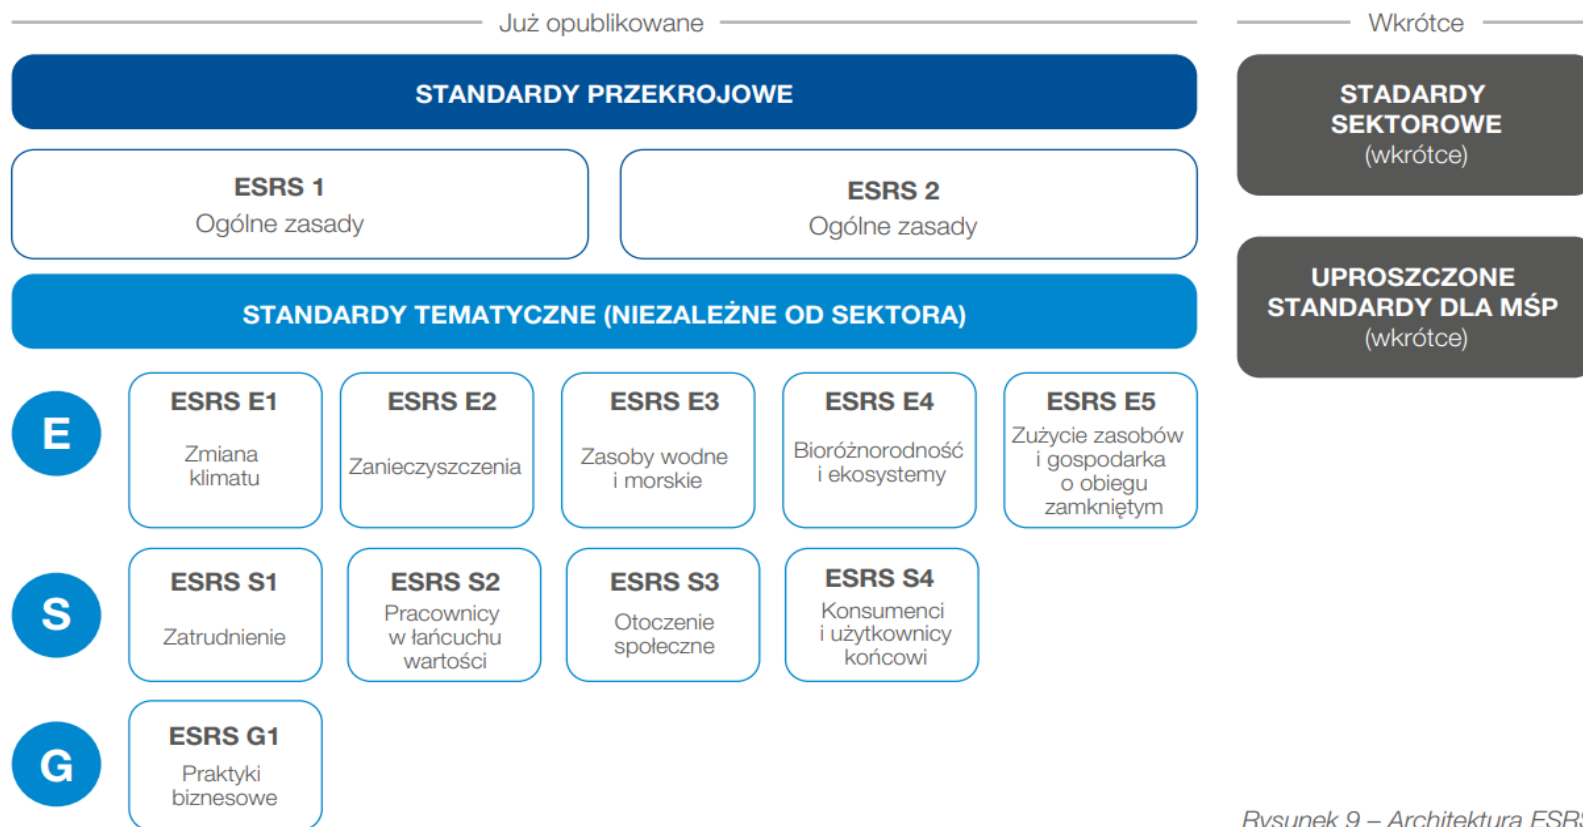 Już opublikowane
Wkrótce
STANDARDY PRZEKROJOWE
STADARDY
SEKTOROWE
(wkrótce)
ESRS 1
Ogólne zasady
ESRS 2
Ogólne zasady
UPROSZCZONE
STANDARDY DLA MŚP
(wkrótce)
STANDARDY TEMATYCZNE (NIEZALEŻNE OD SEKTORA)
E
ESRS E1
Zmiana
klimatu
ESRS E2
Zanieczyszczenia
ESRS E3
Zasoby wodne
i morskie
ESRS E4
Bioróżnorodność
i ekosystemy
ESRS E5
Zużycie zasobów
i gospodarka
o obiegu
zamkniętym
S
ESRS S1
Zatrudnienie
ESRS S2
Pracownicy
w łańcuchu
wartości
ESRS S3
Otoczenie
społeczne
ESRS S4
Konsumenci
i użytkownicy
końcowi
G
ESRS G1
Praktyki
biznesowe
Rysunek 9 – Architektura ESRS